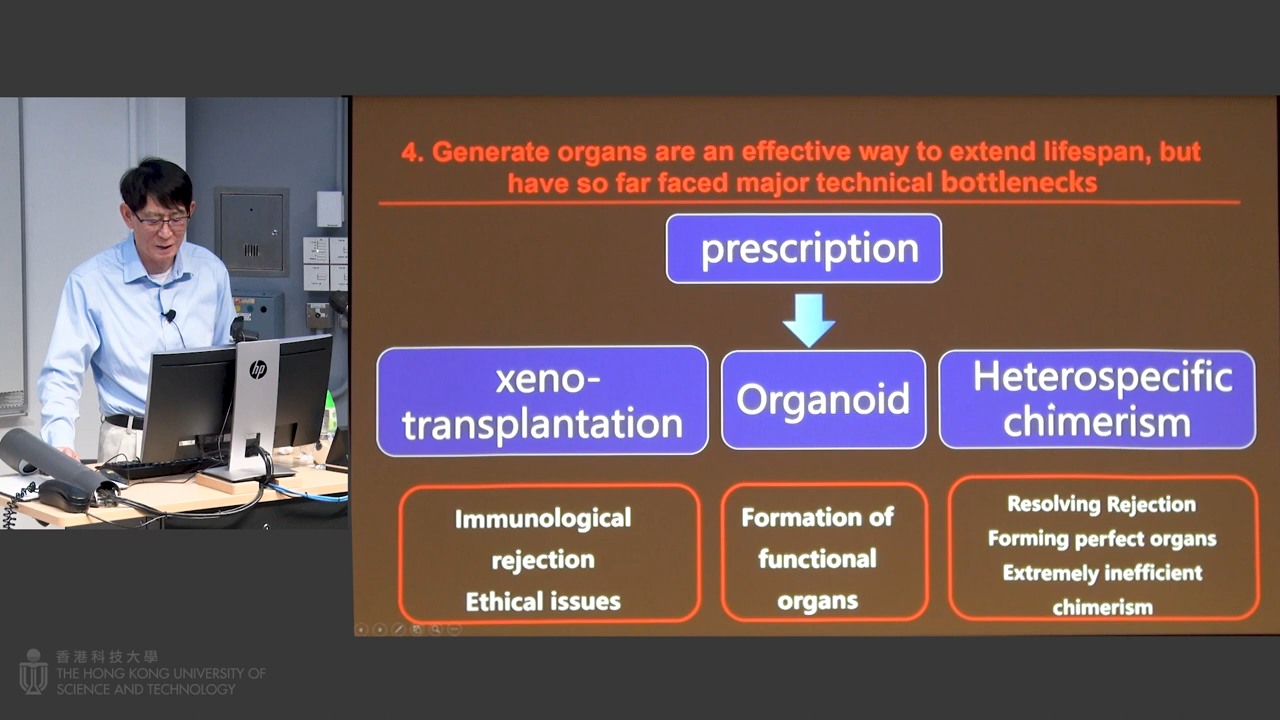 4. Generate organs are an effective way to extend lifespan, but
have so far faced major technical bottlenecks
prescription
xeno-
transplantation
Organoid
Heterospecific
chimerism
Immunological
rejection
Ethical issues
Formation of
functional
organs
Resolving Rejection
Forming perfect organs
Extremely inefficient
chimerism
hp
香港科技大學
THE HONG KONG UNIVERSITY OF
SCIENCE AND TECHNOLOGY